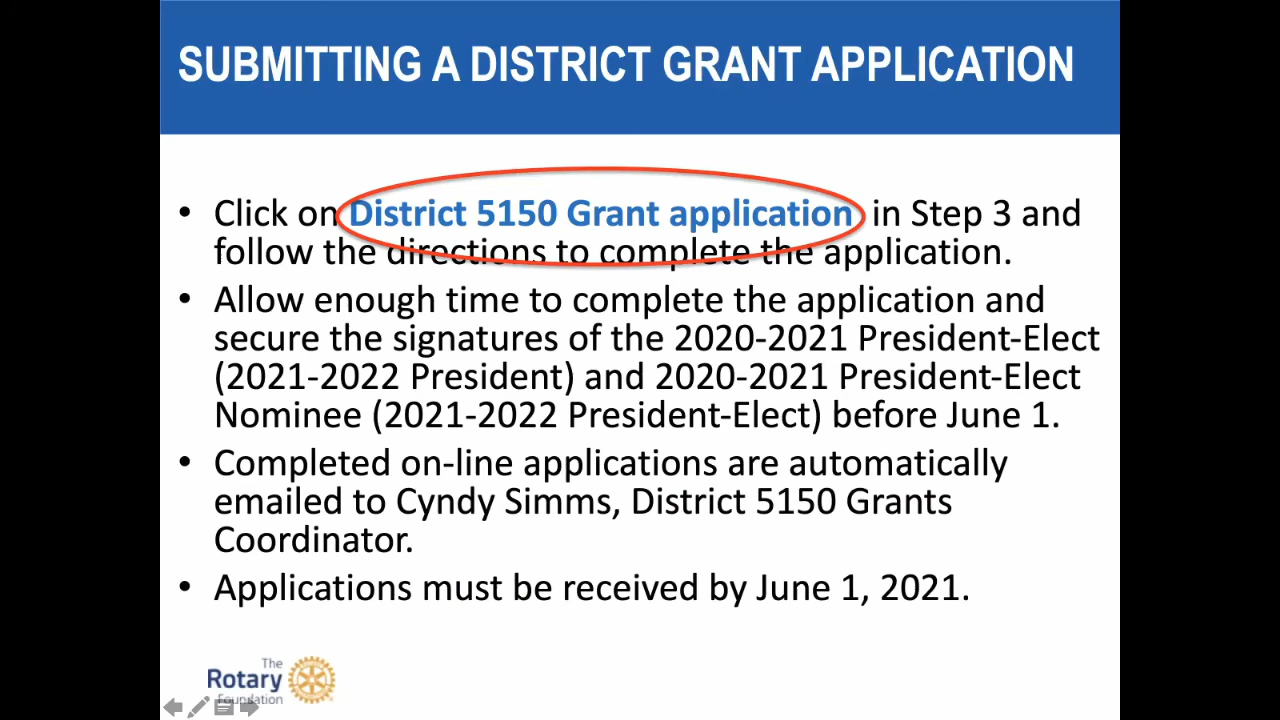 SUBMITTING A DISTRICT GRANT APPLICATION
• Click on District 5150 Grant application in Step 3 and
follow the directions to complete the application.
• Allow enough time to complete the application and
secure the signatures of the 2020-2021 President-Elect
(2021-2022 President) and 2020-2021 President-Elect
Nominee (2021-2022 President-Elect) before June 1.
• Completed on-line applications are automatically
emailed to Cyndy Simms, District 5150 Grants
Coordinator.
• Applications must be received by June 1, 2021.
The
Rotary
Foundation